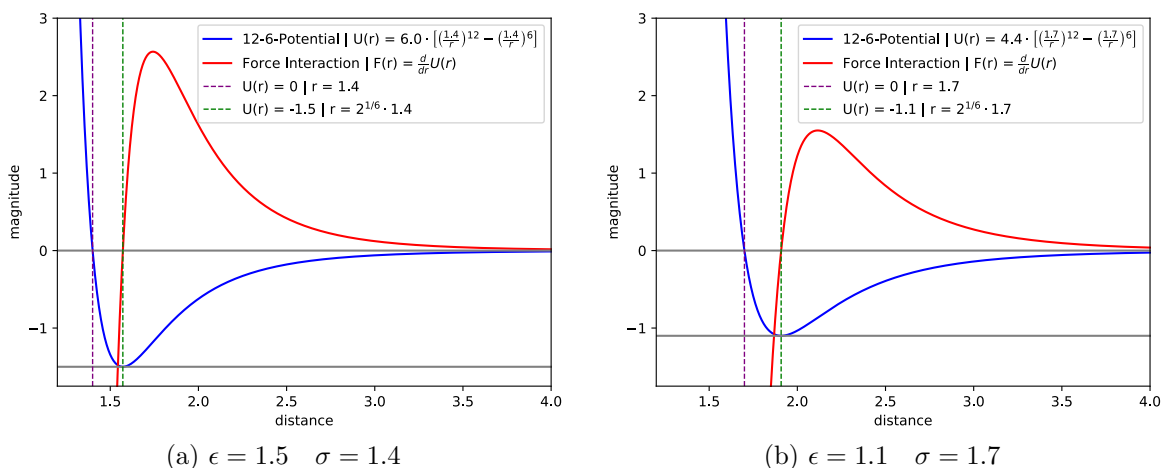 12-6-Potential | U(r) = 6.0 · [(1.4/r)^12 − (1.4/r)^6]
Force Interaction | F(r) = d/dr U(r)
U(r) = 0 | r = 1.4
U(r) = -1.5 | r = 2^1/6 · 1.4
3
2
1
0
−1
magnitude
1.5
2.0
2.5
3.0
3.5
4.0
distance
(a) ϵ = 1.5 σ = 1.4
12-6-Potential | U(r) = 4.4 · [(1.7/r)^12 − (1.7/r)^6]
Force Interaction | F(r) = d/dr U(r)
U(r) = 0 | r = 1.7
U(r) = -1.1 | r = 2^1/6 · 1.7
3
2
1
0
−1
magnitude
1.5
2.0
2.5
3.0
3.5
4.0
distance
(b) ϵ = 1.1 σ = 1.7